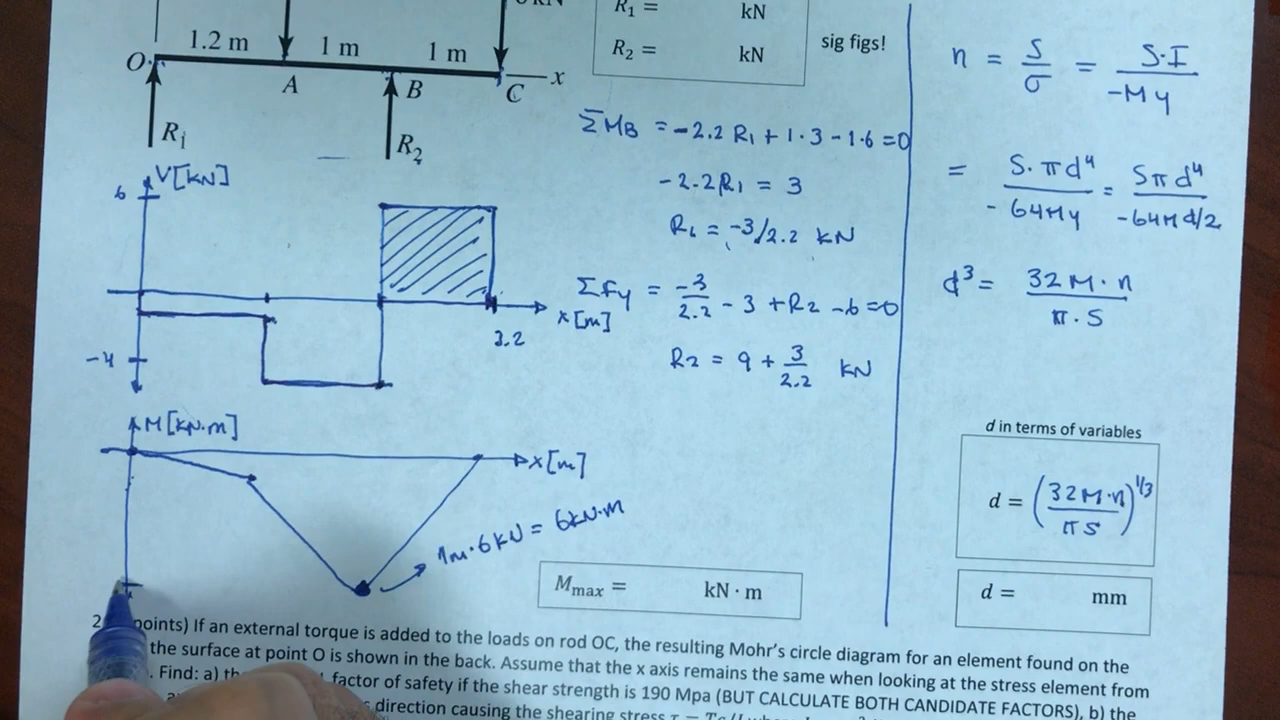 R₁ = kN
R₂ = kN
sig figs!
1.2 m
1 m
1 m
O
A
B
C
x
R₁
R₂
V[kN]
6
-4
x[m]
3.2
ΣM_B = -2.2 R₁ + 1·3 - 1·6 = 0
-2.2R₁ = 3
R₁ = -3/2.2 kN
ΣFy = -3/2.2 - 3 + R₂ - 6 = 0
R₂ = 9 + 3/2.2 kN
n = S/σ = S·I/-My
= S·πd⁴/-64My = Sπd⁴/-64M d/2
d³ = 32M·n/π·S
M[kN·m]
x[m]
1m·6kN = 6kN·m
M_max = kN · m
d in terms of variables
d = (32M·n/πS)^1/3
d = mm
2 points) If an external torque is added to the loads on rod OC, the resulting Mohr's circle diagram for an element found on the
the surface at point O is shown in the back. Assume that the x axis remains the same when looking at the stress element from
. Find: a) th factor of safety if the shear strength is 190 Mpa (BUT CALCULATE BOTH CANDIDATE FACTORS), b) the
direction causing the shearing stress